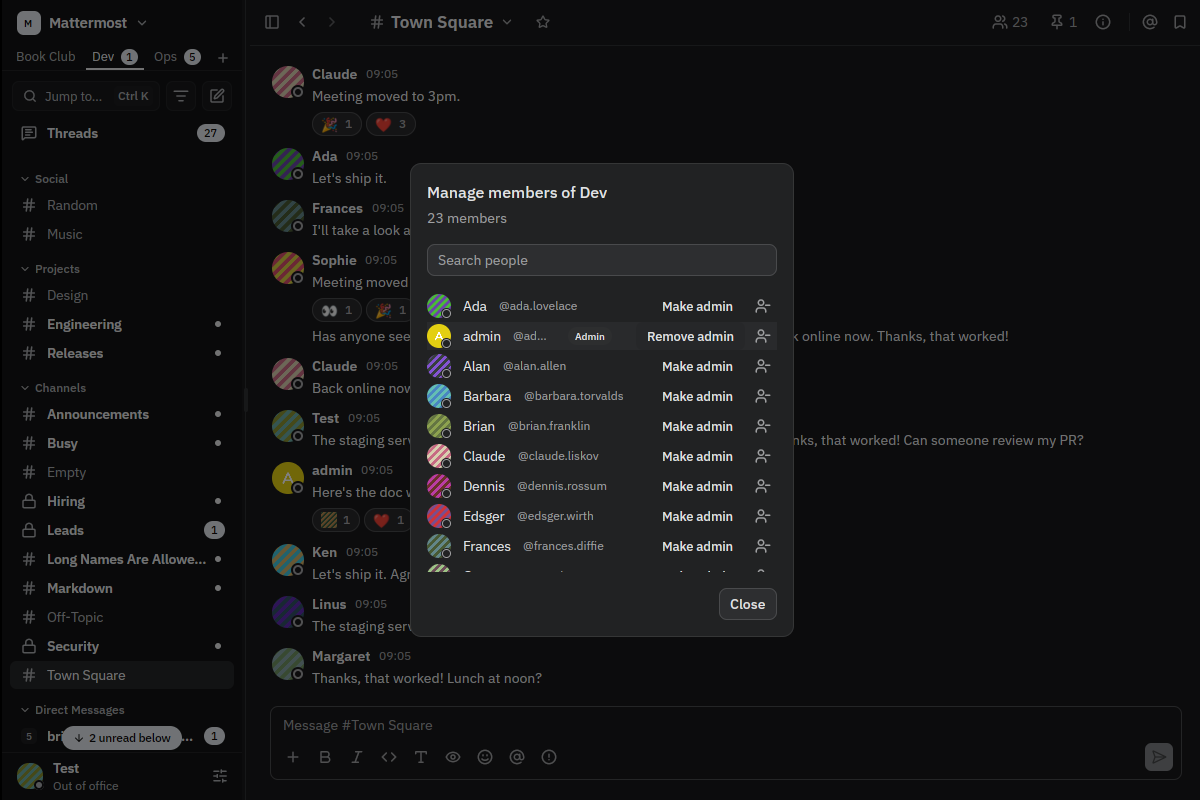 M Mattermost
Book Club Dev 1 Ops 5
Jump to... Ctrl K
Threads 27
Social
Random
Music
Projects
Design
Engineering
Releases
Channels
Announcements
Busy
Empty
Hiring
Leads 1
Long Names Are Allowe...
Markdown
Off-Topic
Security
Town Square
Direct Messages
5 bri ... 1
2 unread below
Test
Out of office
Town Square
23 1
Claude 09:05
Meeting moved to 3pm.
1 3
Ada 09:05
Let's ship it.
Frances 09:05
I'll take a look a
Sophie 09:05
Meeting moved
1 1
Has anyone see
k online now. Thanks, that worked!
Claude 09:05
Back online now
Test 09:05
The staging serv
nks, that worked! Can someone review my PR?
A admin 09:05
Here's the doc w
1 1
Ken 09:05
Let's ship it. Agr
Linus 09:05
The staging serv
Margaret 09:05
Thanks, that worked! Lunch at noon?
Message #Town Square
Manage members of Dev
23 members
Search people
Ada @ada.lovelace Make admin
A admin @ad... Admin Remove admin
Alan @alan.allen Make admin
Barbara @barbara.torvalds Make admin
Brian @brian.franklin Make admin
Claude @claude.liskov Make admin
Dennis @dennis.rossum Make admin
Edsger @edsger.wirth Make admin
Frances @frances.diffie Make admin
Close